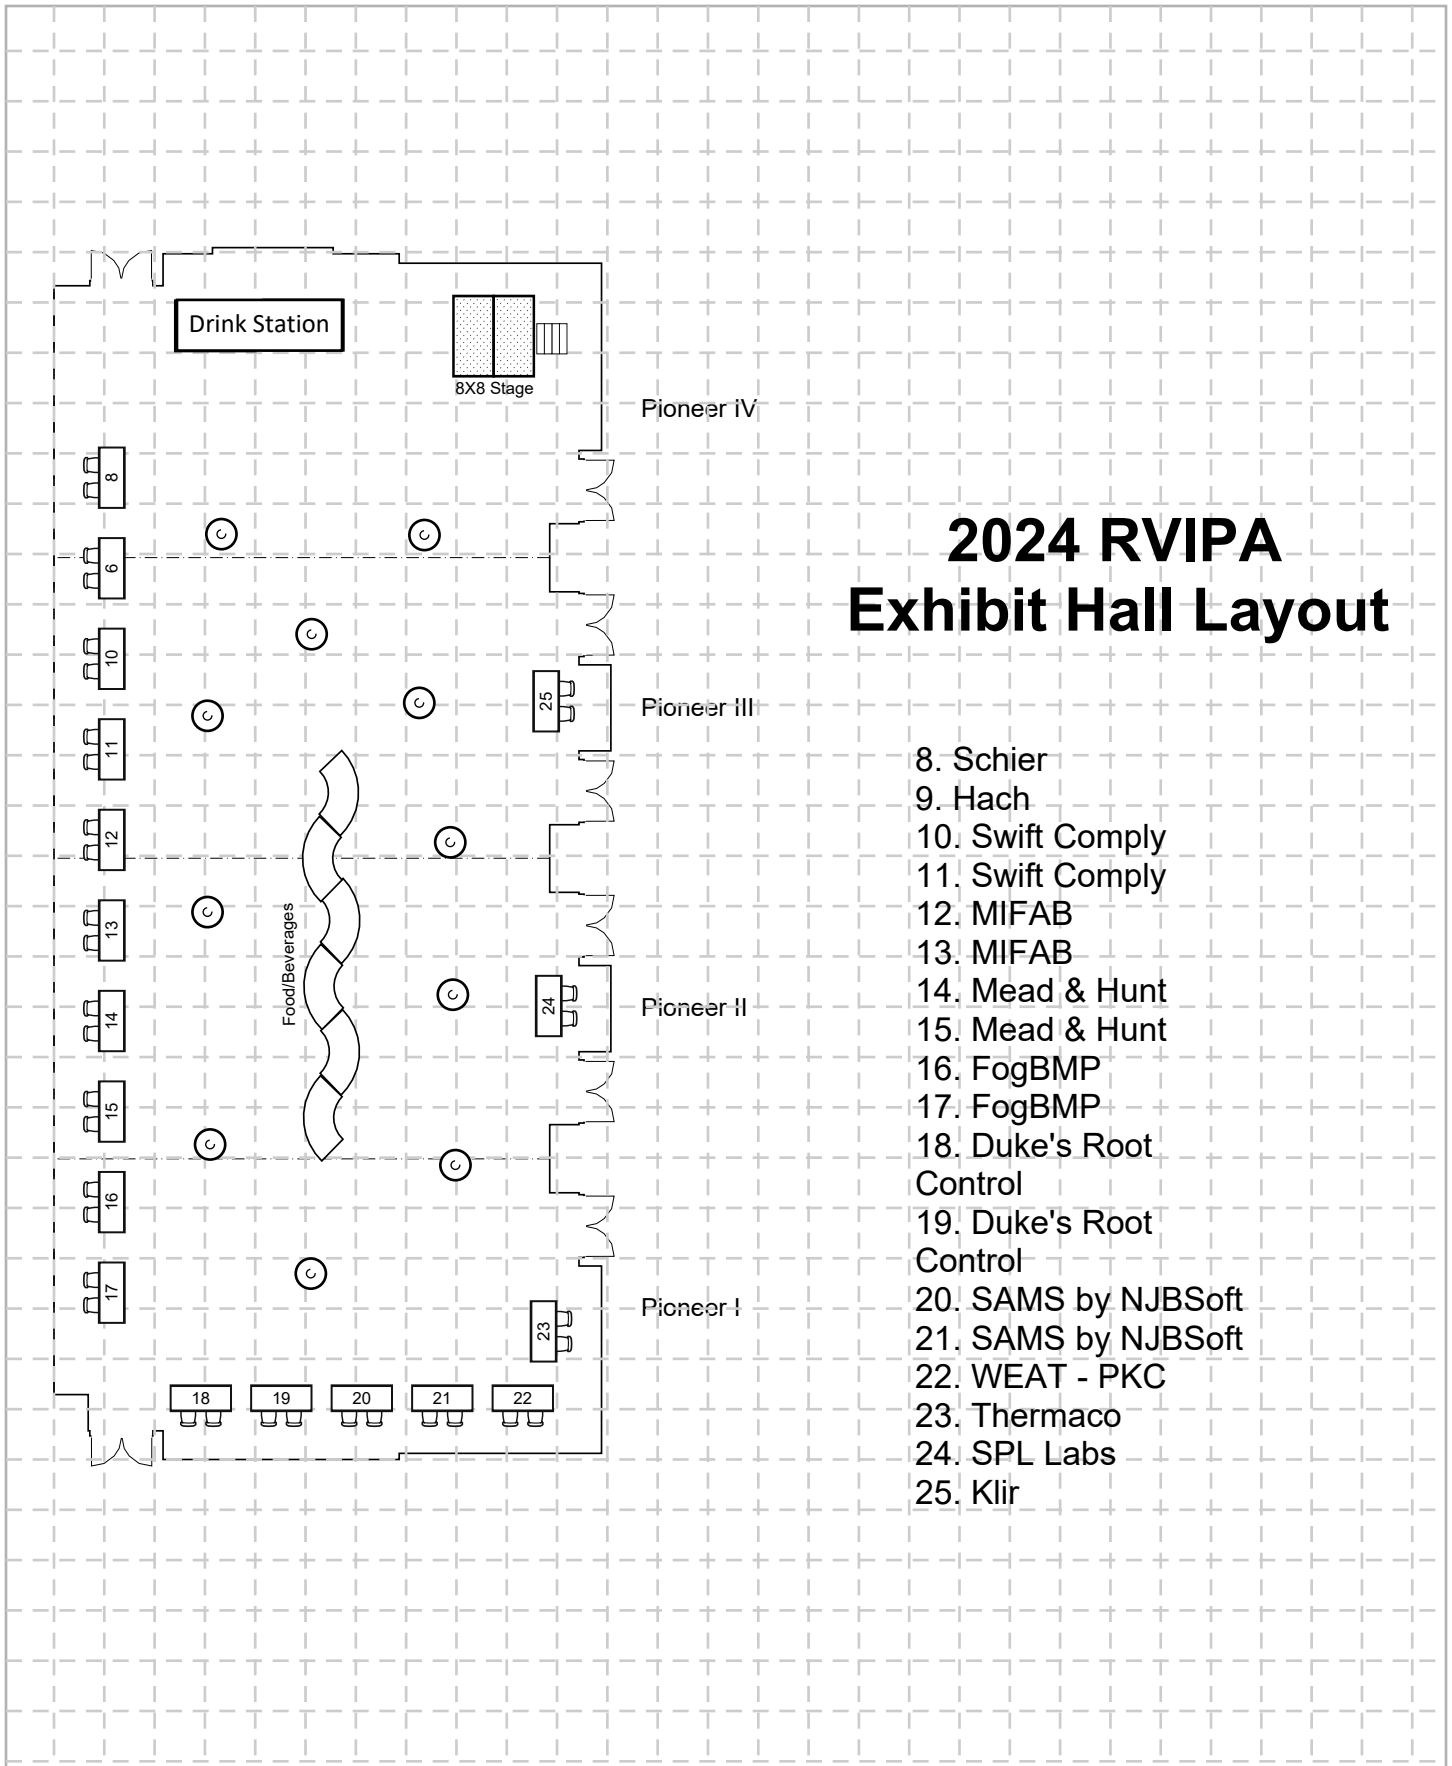 Drink Station
8X8 Stage
Pioneer IV
8
C
C
6
2024 RVIPA
Exhibit Hall Layout
C
10
C
C
25
Pioneer III
11
12
C
13
C
Food/Beverages
C
24
Pioneer II
14
15
C
C
16
17
C
23
Pioneer I
18
19
20
21
22
8. Schier
9. Hach
10. Swift Comply
11. Swift Comply
12. MIFAB
13. MIFAB
14. Mead & Hunt
15. Mead & Hunt
16. FogBMP
17. FogBMP
18. Duke's Root
Control
19. Duke's Root
Control
20. SAMS by NJBSoft
21. SAMS by NJBSoft
22. WEAT - PKC
23. Thermaco
24. SPL Labs
25. Klir